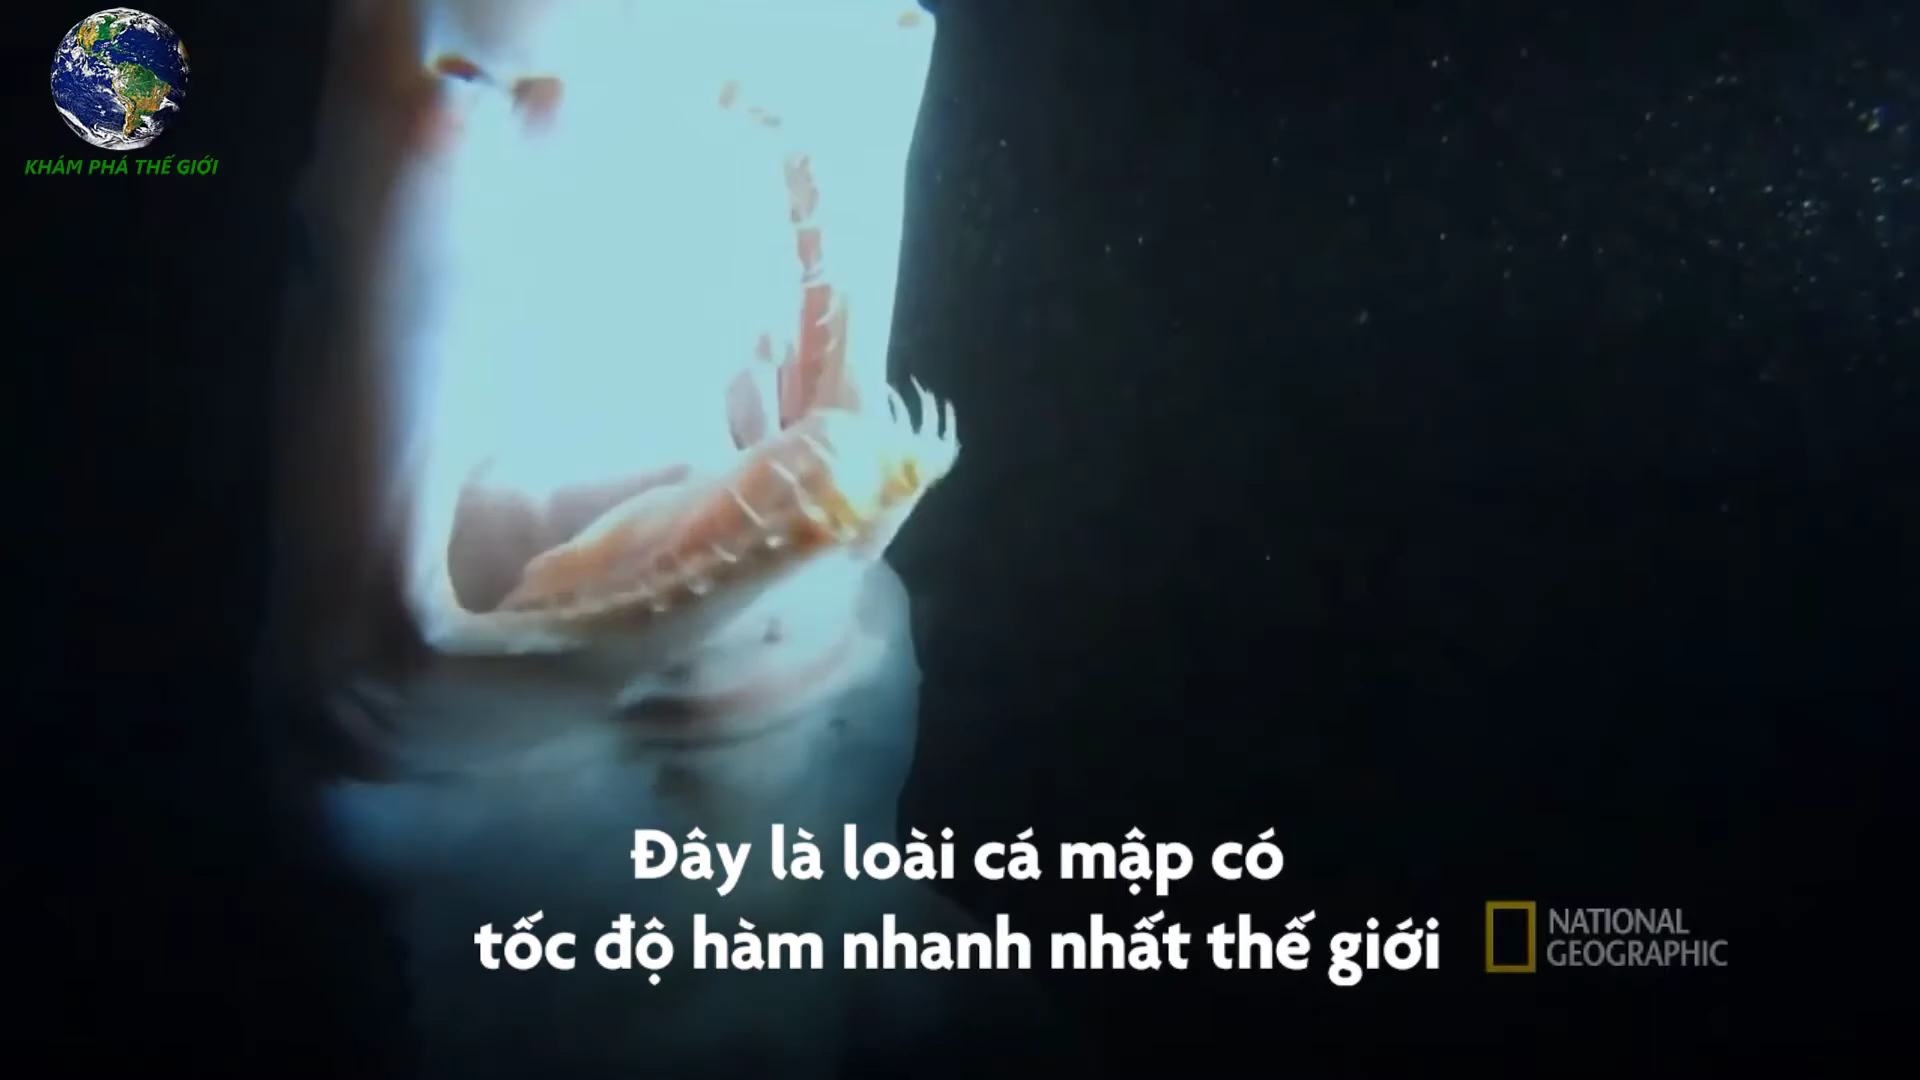 KHÁM PHÁ THẾ GIỚI
Đây là loài cá mập có
tốc độ hàm nhanh nhất thế giới
NATIONAL
GEOGRAPHIC